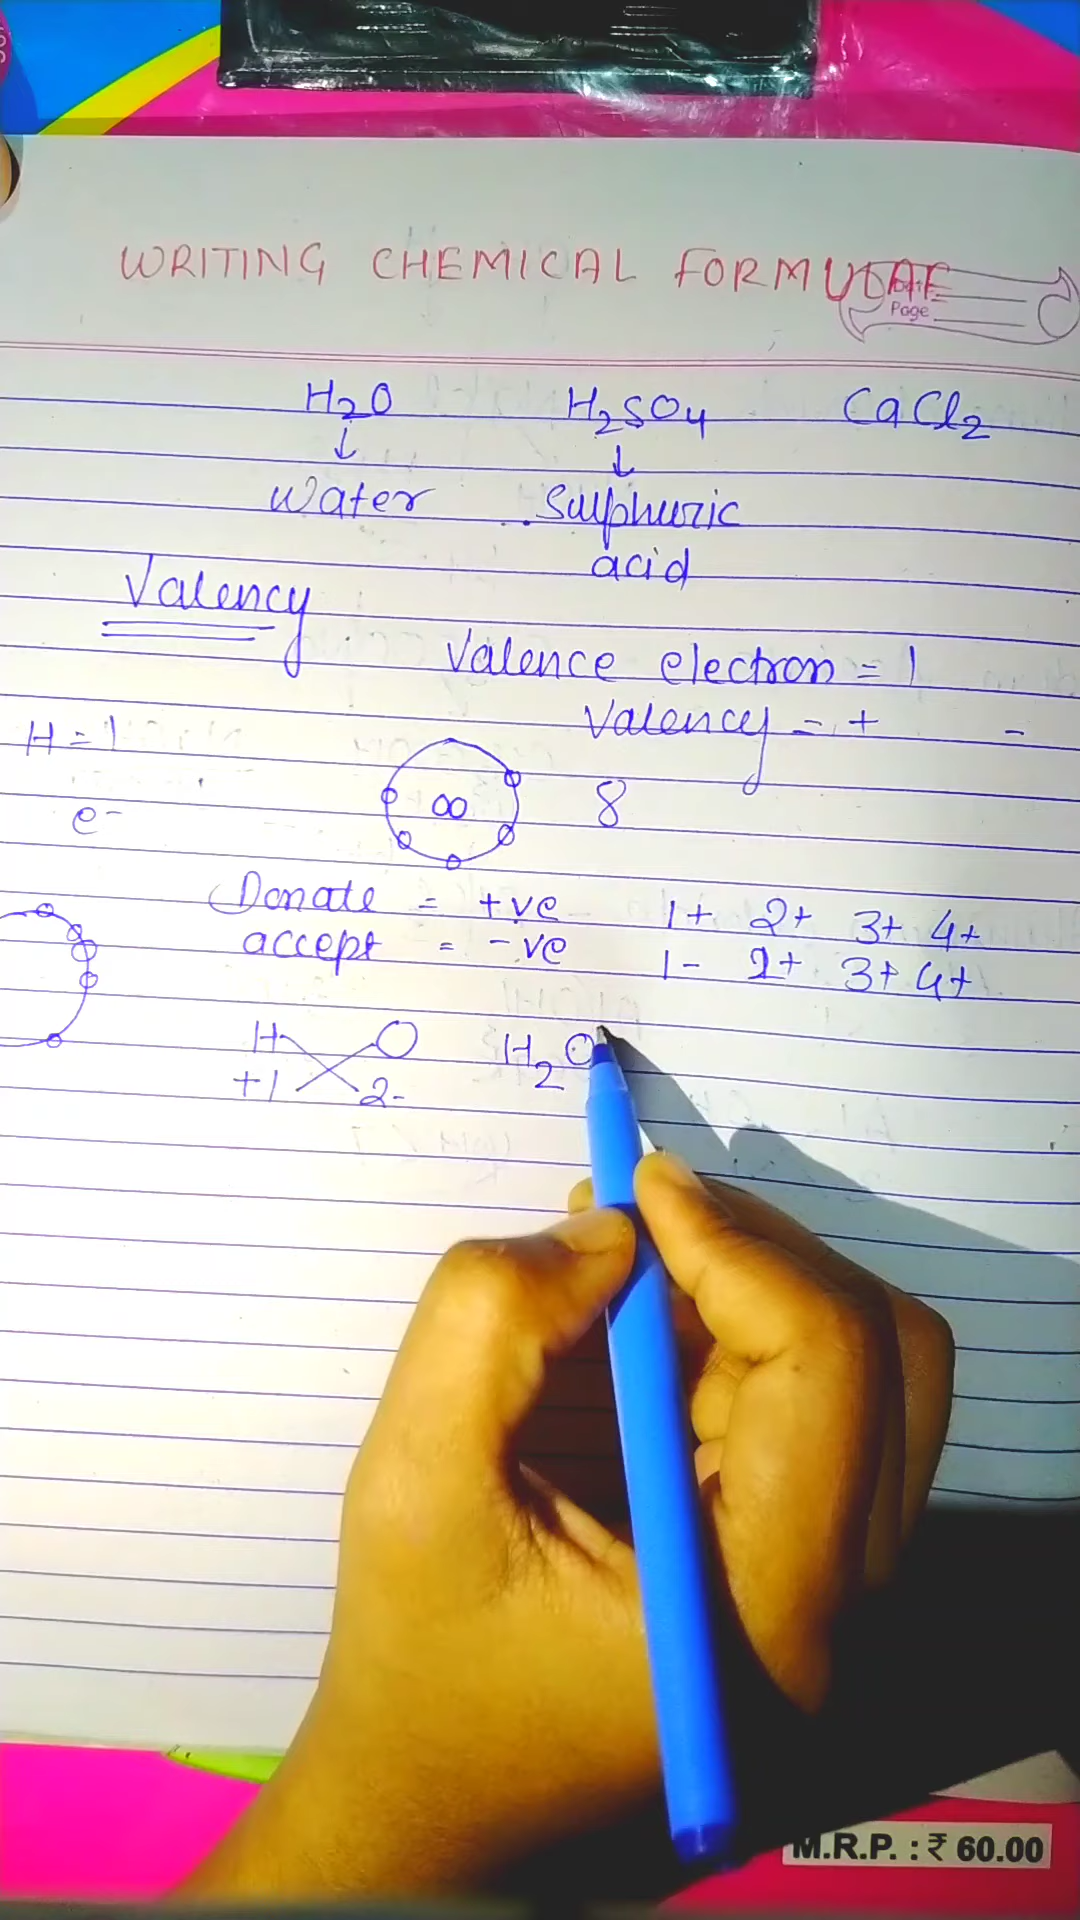 WRITING CHEMICAL FORMULAE
Page
H2O H2SO4 CaCl2
↓ ↓
Water Sulphuric
acid
Valency
Valence electron = 1
Valency = + -
H = 1
e-
8
Donate = +ve 1+ 2+ 3+ 4+
accept = -ve 1- 2+ 3+ 4+
H O H2O
+1 2-
M.R.P. : ₹ 60.00